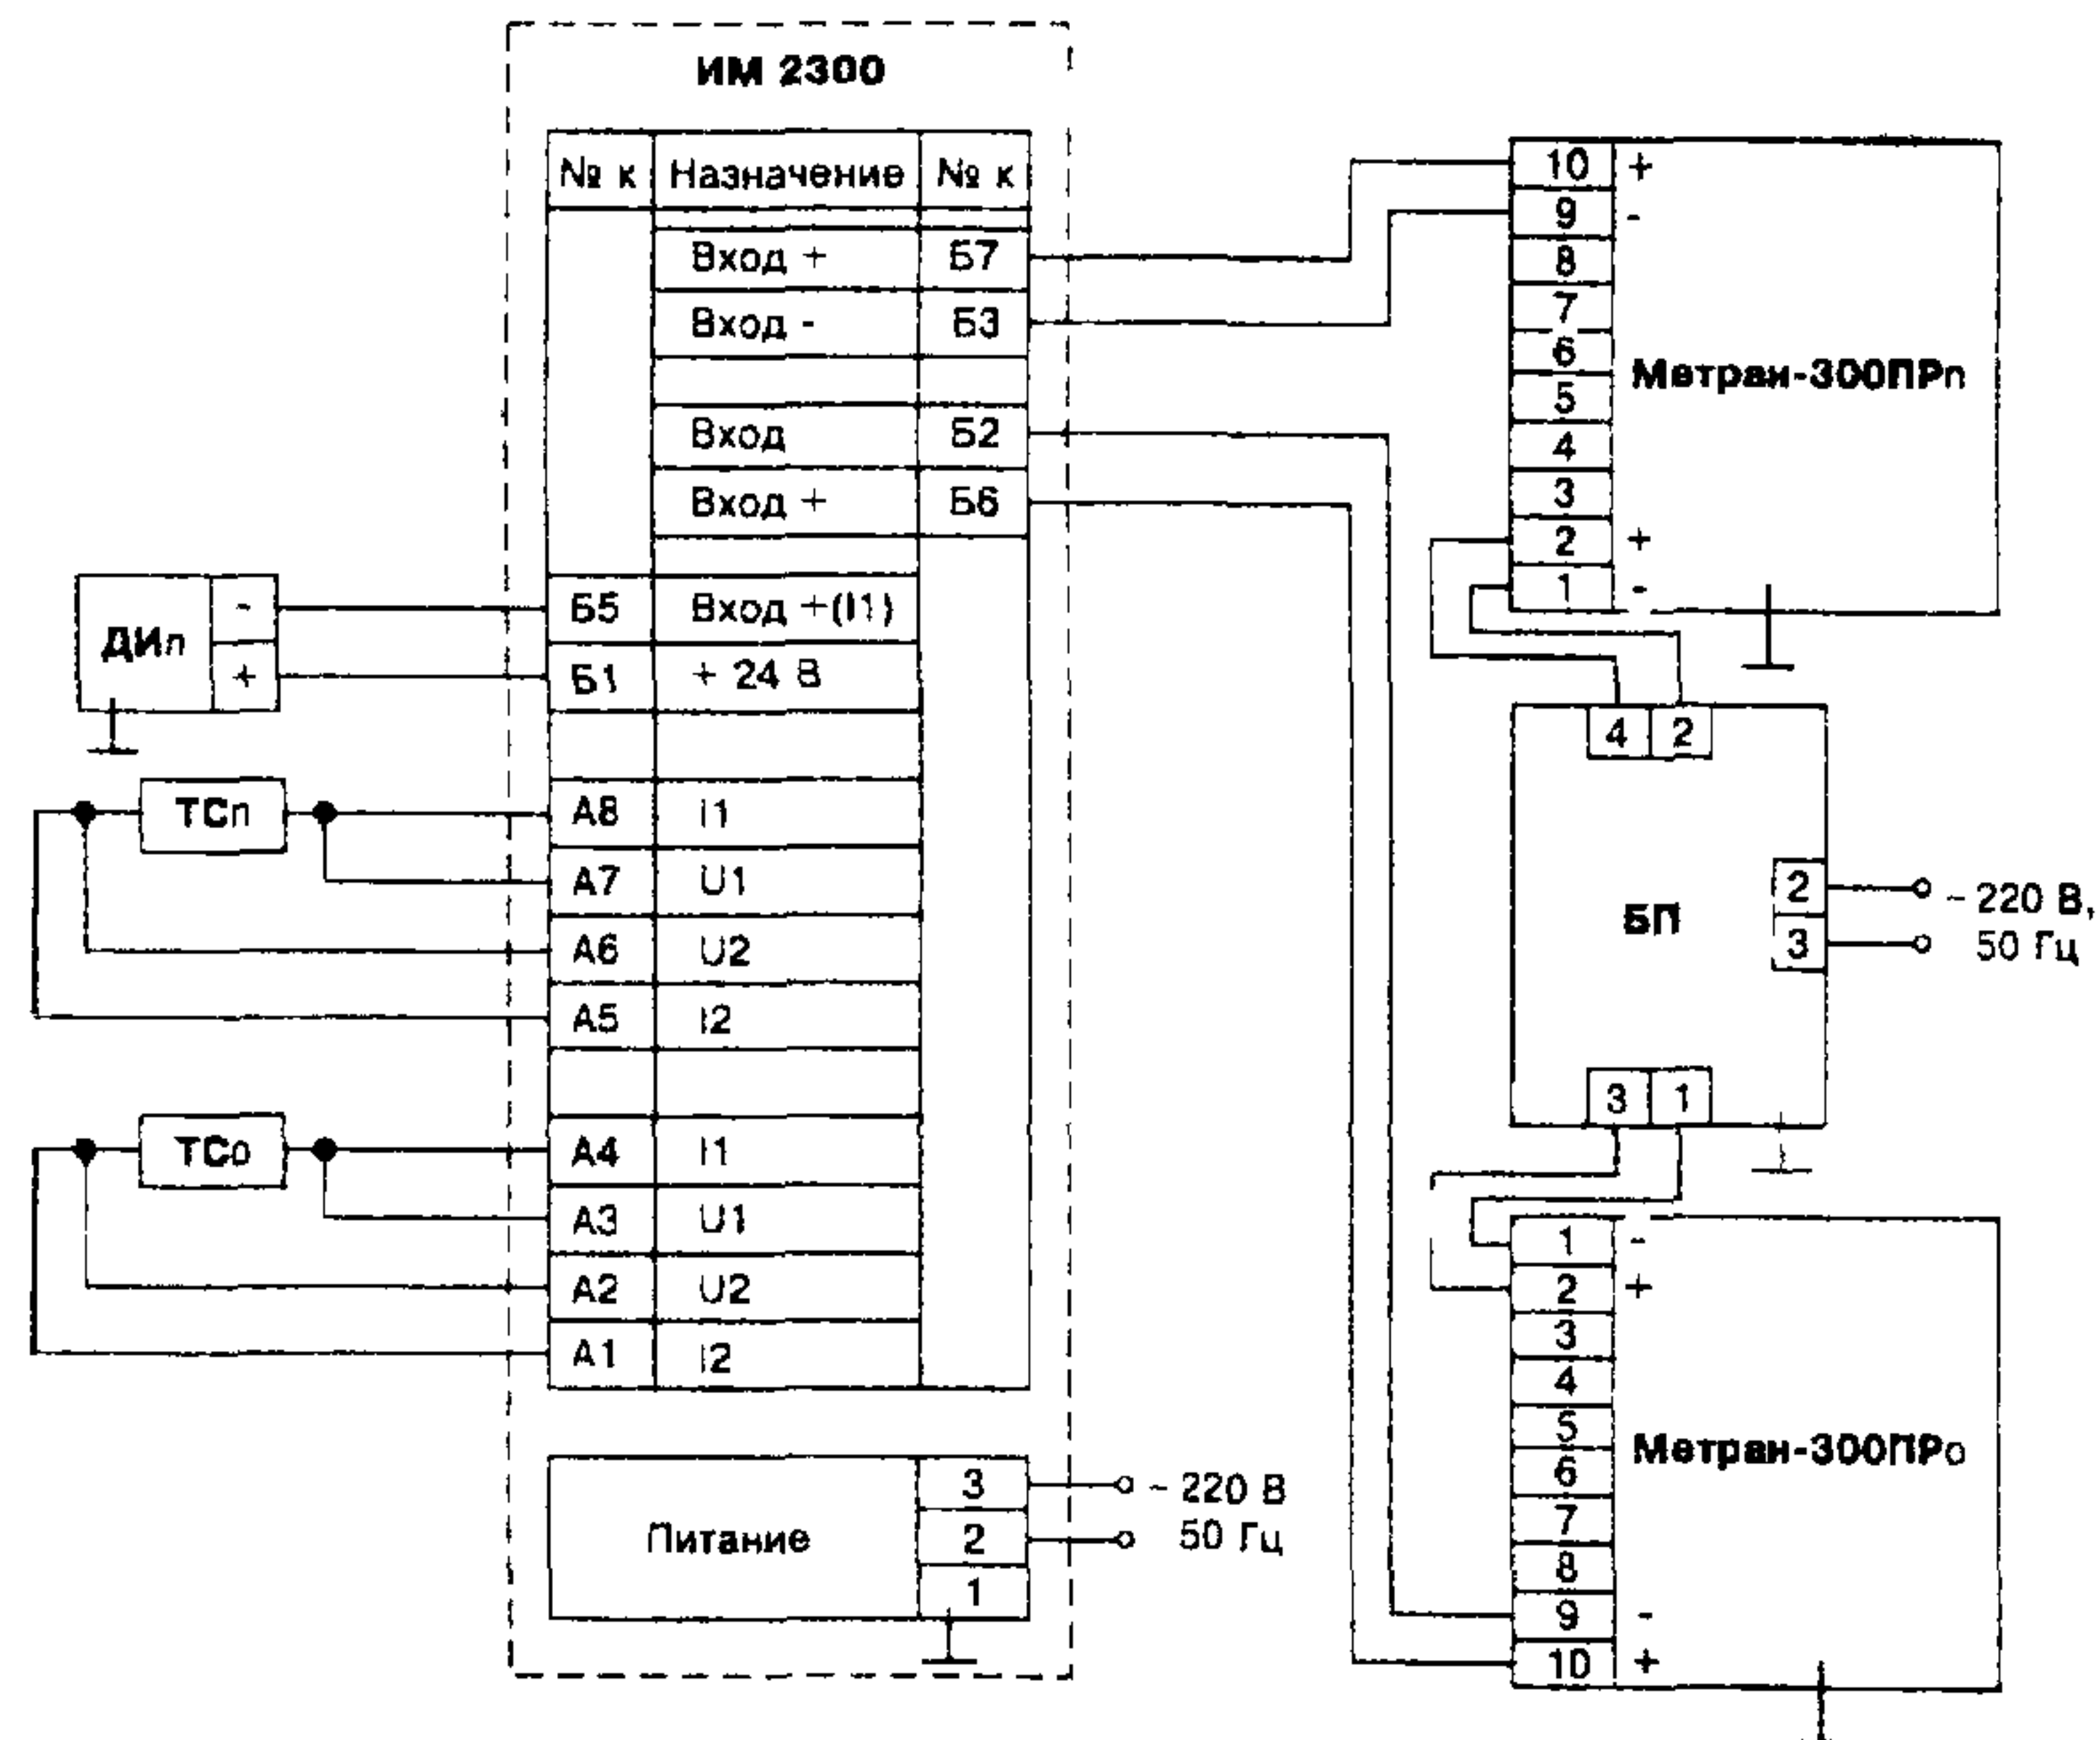 ИМ 2300
№ к Назначение № к
Вход + Б7
Вход - Б3
Вход Б2
Вход + Б6
Б5 Вход +(I1)
Б1 + 24 В
А8 I1
А7 U1
А6 U2
А5 I2
А4 I1
А3 U1
А2 U2
А1 I2
Питание
3
2
1
~ 220 В
50 Гц
ДИп
-
+
ТСп
ТСо
10 +
9 -
8
7
6
5
4
3
2 +
1 -
Метран-300ПРп
4 2
БП
2
3
~ 220 В,
50 Гц
3 1
1 -
2 +
3
4
5
6
7
8
9 -
10 +
Метран-300ПРо